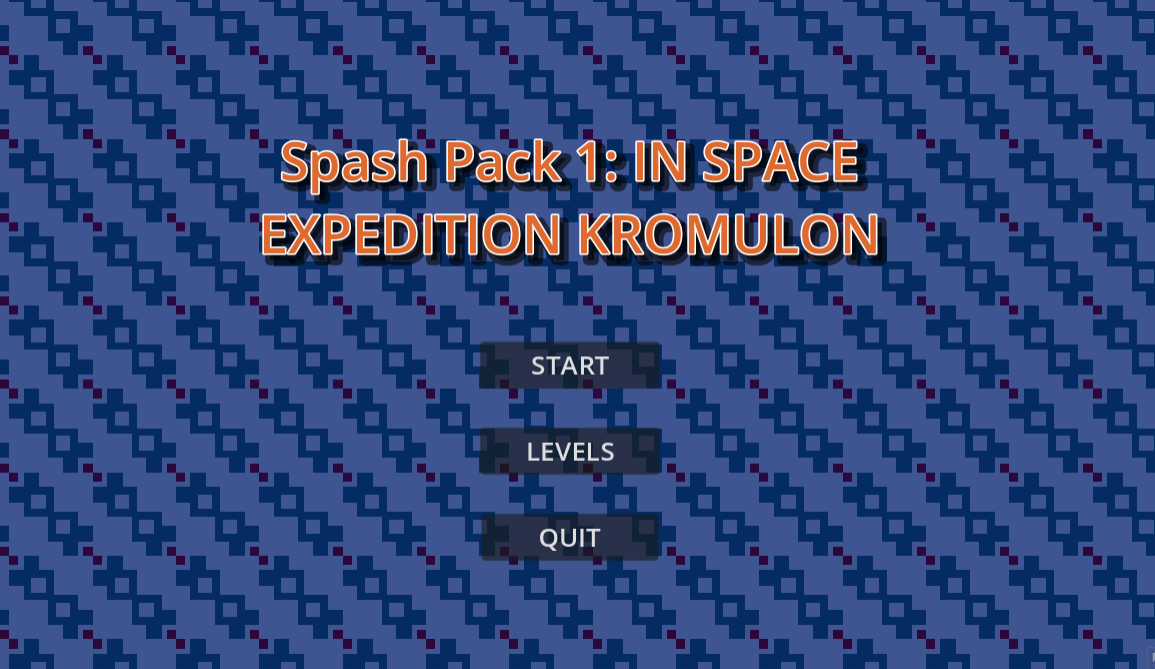 Spash Pack 1: IN SPACE
EXPEDITION KROMULON
START
LEVELS
QUIT